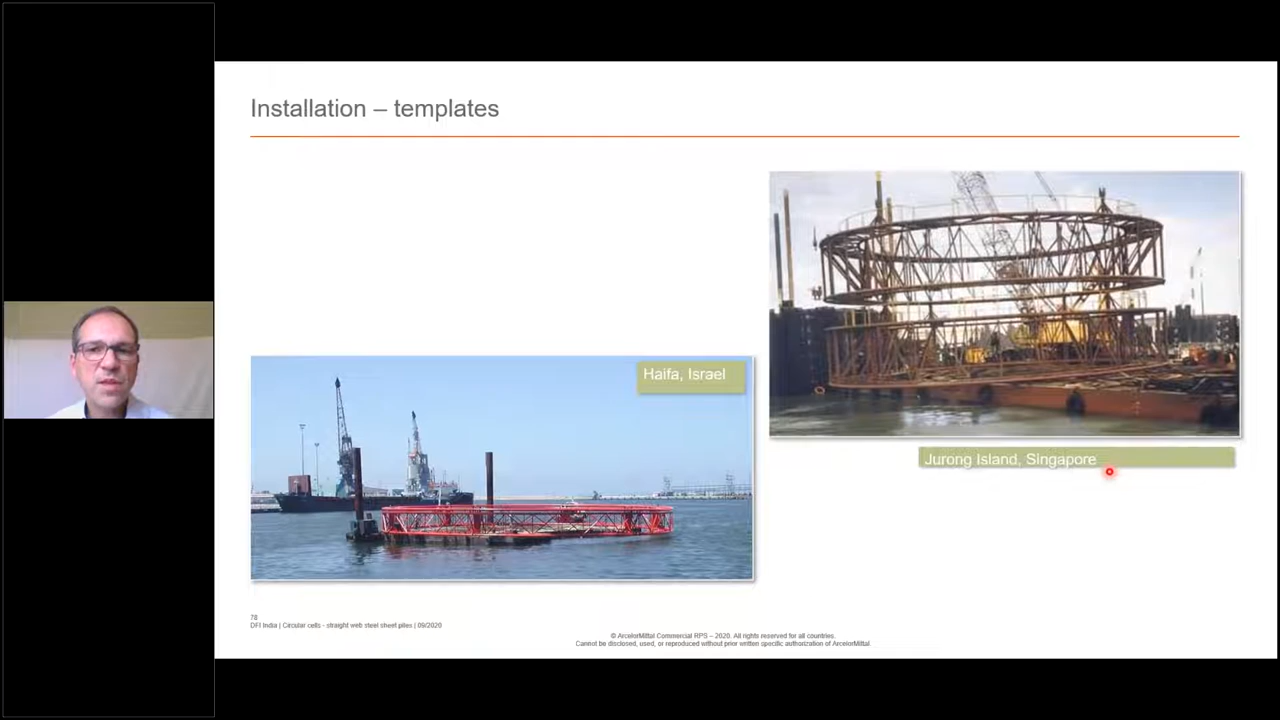 Installation – templates
Haifa, Israel
Jurong Island, Singapore
78
DFI India | Circular cells - straight web steel sheet piles | 09/2020
© ArcelorMittal Commercial RPS – 2020. All rights reserved for all countries.
Cannot be disclosed, used, or reproduced without prior written specific authorization of ArcelorMittal.